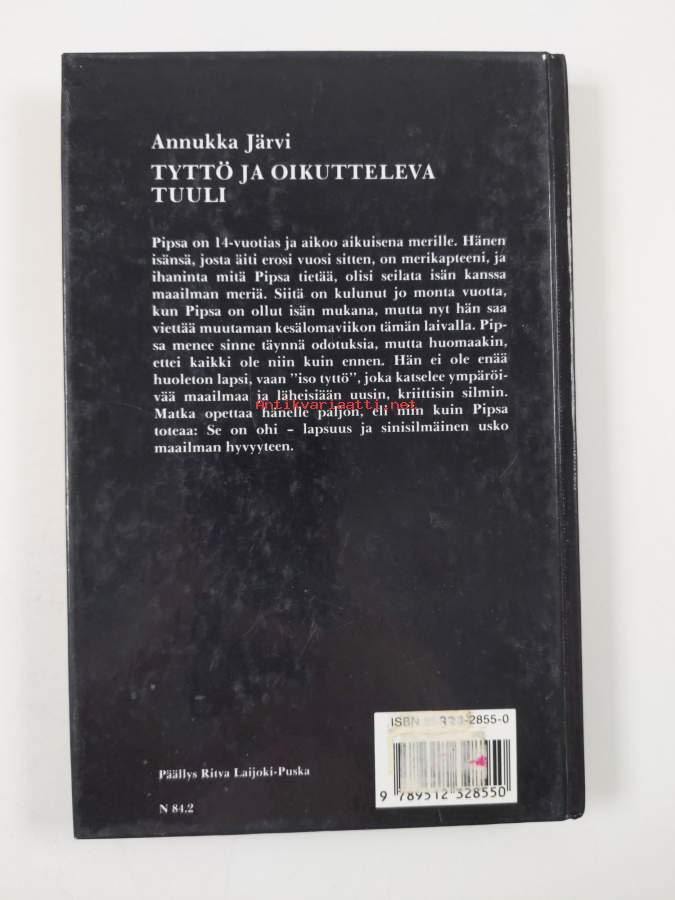 Annukka Järvi
TYTTÖ JA OIKUTTELEVA
TUULI
Pipsa on 14-vuotias ja aikoo aikuisena merille. Hänen
isänsä, josta äiti erosi vuosi sitten, on merikapteeni, ja
ihaninta mitä Pipsa tietää, olisi seilata isän kanssa
maailman meriä. Siitä on kulunut jo monta vuotta,
kun Pipsa on ollut isän mukana, mutta nyt hän saa
viettää muutaman kesälomaviikon tämän laivalla. Pip-
sa menee sinne täynnä odotuksia, mutta huomaakin,
ettei kaikki ole niin kuin ennen. Hän ei ole enää
huoleton lapsi, vaan "iso tyttö", joka katselee ympäröi-
vää maailmaa ja läheisiään uusin, kriittisin silmin.
Antikvariaatti.net
Matka opettaa hänelle paljon, eli niin kuin Pipsa
toteaa: Se on ohi – lapsuus ja sinisilmäinen usko
maailman hyvyyteen.
ISBN 2855-0
9 789512 328550
Päällys Ritva Laijoki-Puska
N 84.2